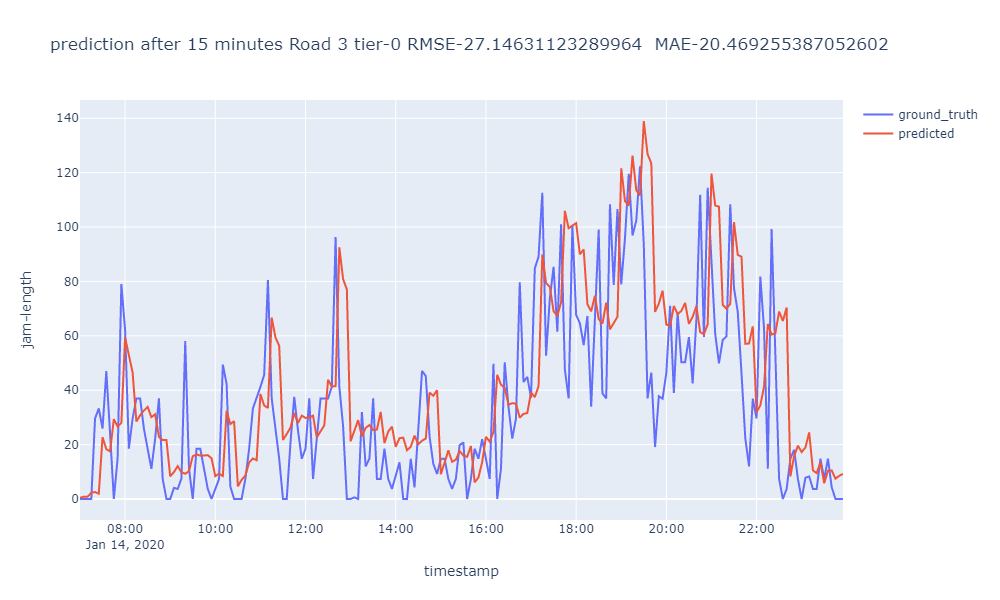 prediction after 15 minutes Road 3 tier-0 RMSE-27.14631123289964  MAE-20.469255387052602
ground_truth
predicted
140
120
100
80
60
40
20
0
jam-length
08:00
10:00
12:00
14:00
16:00
18:00
20:00
22:00
Jan 14, 2020
timestamp